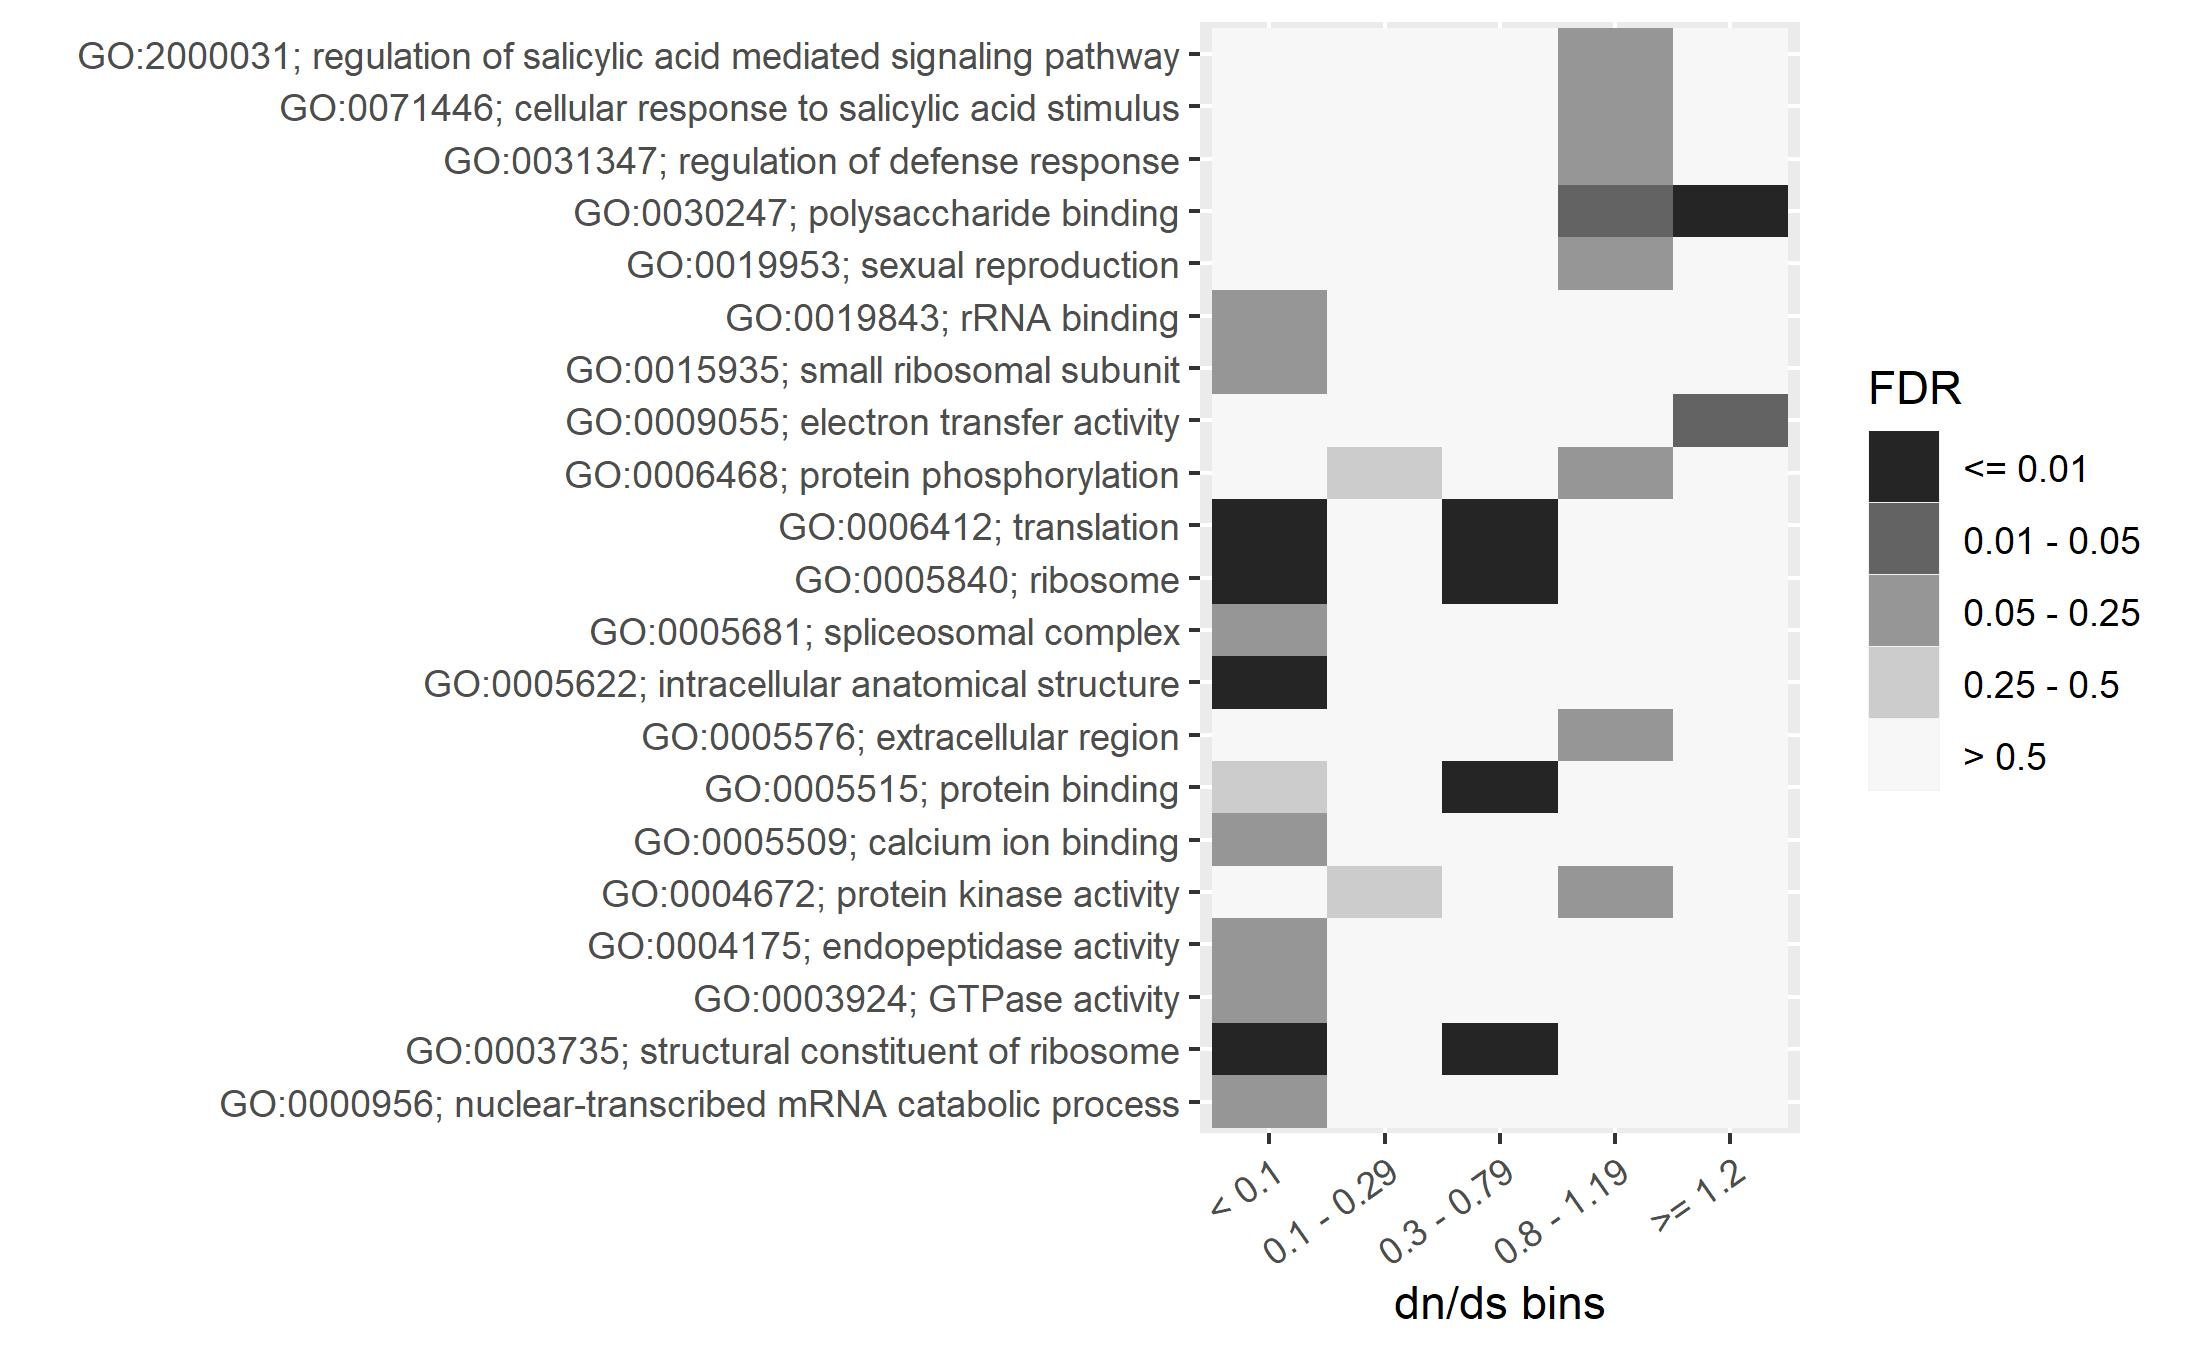 GO:2000031; regulation of salicylic acid mediated signaling pathway
GO:0071446; cellular response to salicylic acid stimulus
GO:0031347; regulation of defense response
GO:0030247; polysaccharide binding
GO:0019953; sexual reproduction
GO:0019843; rRNA binding
GO:0015935; small ribosomal subunit
GO:0009055; electron transfer activity
GO:0006468; protein phosphorylation
GO:0006412; translation
GO:0005840; ribosome
GO:0005681; spliceosomal complex
GO:0005622; intracellular anatomical structure
GO:0005576; extracellular region
GO:0005515; protein binding
GO:0005509; calcium ion binding
GO:0004672; protein kinase activity
GO:0004175; endopeptidase activity
GO:0003924; GTPase activity
GO:0003735; structural constituent of ribosome
GO:0000956; nuclear-transcribed mRNA catabolic process
< 0.1
0.1 - 0.29
0.3 - 0.79
0.8 - 1.19
>= 1.2
dn/ds bins
FDR
<= 0.01
0.01 - 0.05
0.05 - 0.25
0.25 - 0.5
> 0.5